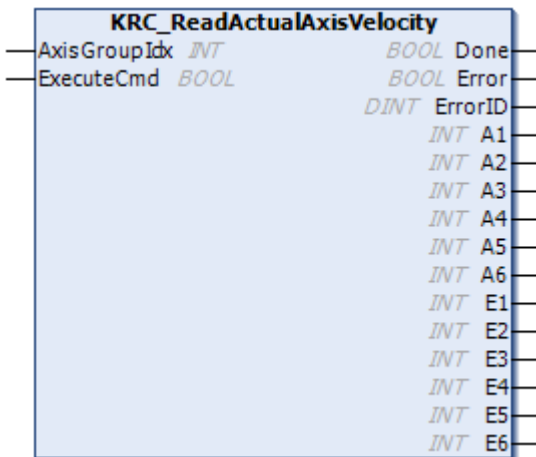 KRC_ReadActualAxisVelocity
AxisGroupIdx INT BOOL Done
ExecuteCmd BOOL BOOL Error
DINT ErrorID
INT A1
INT A2
INT A3
INT A4
INT A5
INT A6
INT E1
INT E2
INT E3
INT E4
INT E5
INT E6